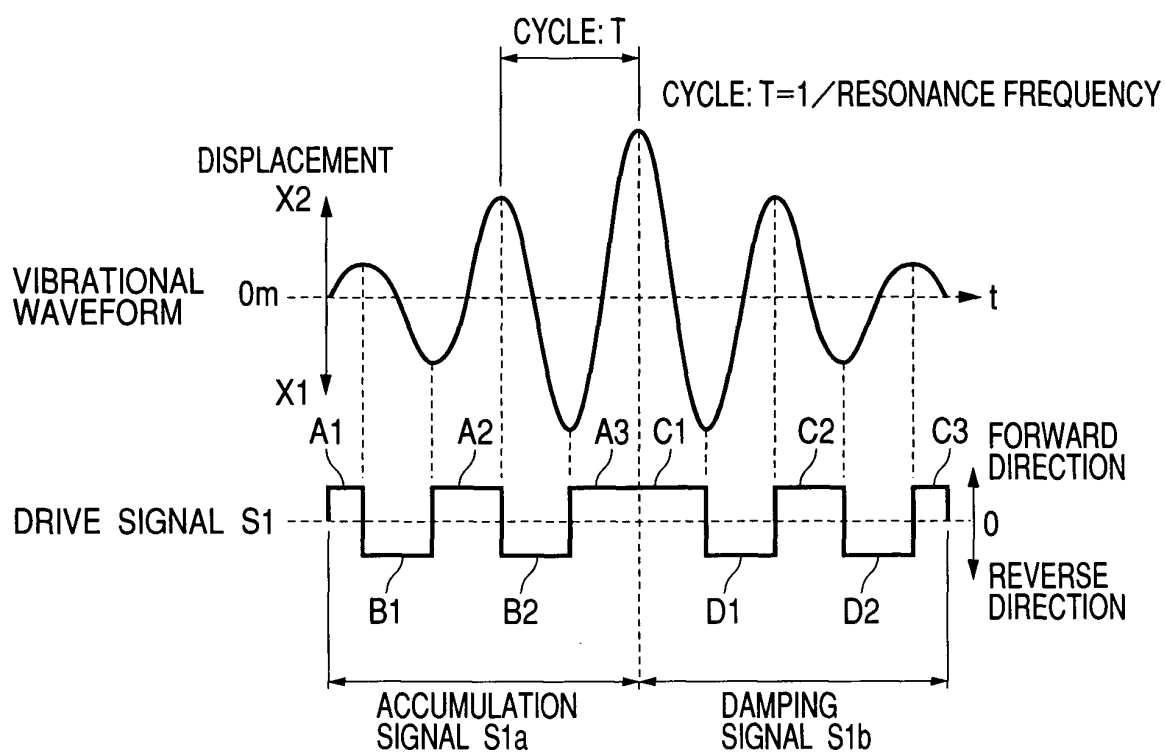 CYCLE: T
CYCLE: T=1/RESONANCE FREQUENCY
DISPLACEMENT
X2
VIBRATIONAL
WAVEFORM
0m
t
X1
A1
A2
A3
C1
C2
C3
FORWARD
DIRECTION
DRIVE SIGNAL S1
0
B1
B2
D1
D2
REVERSE
DIRECTION
ACCUMULATION
SIGNAL S1a
DAMPING
SIGNAL S1b